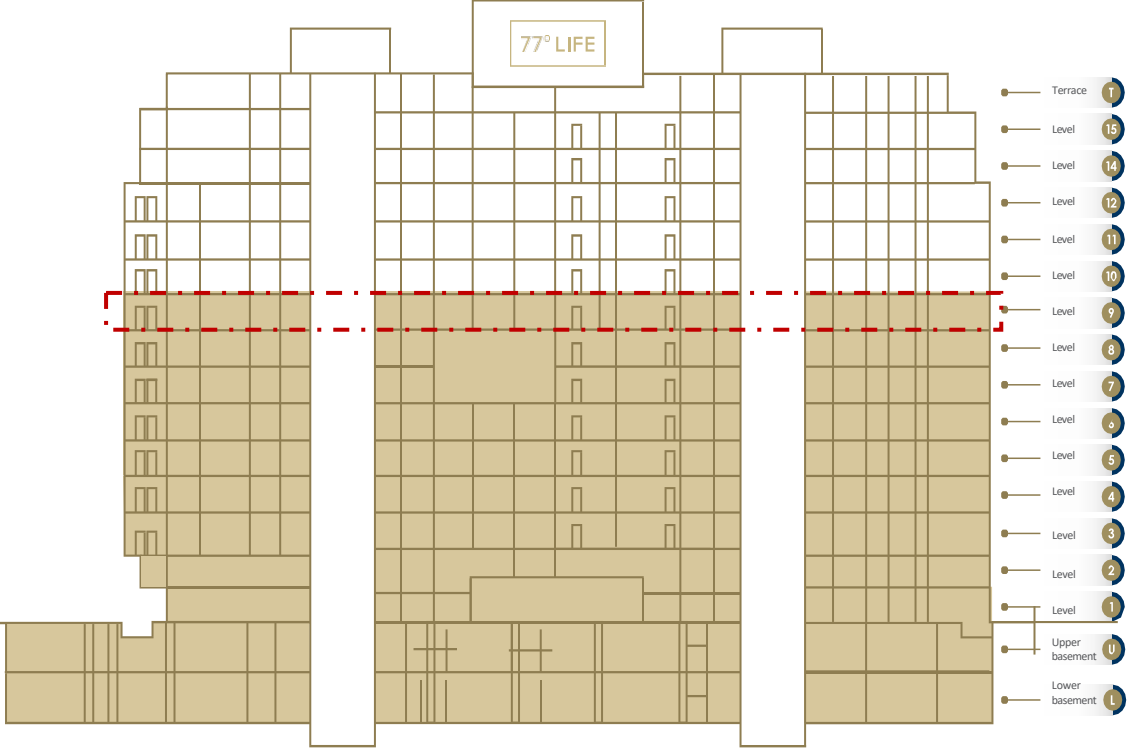 77° LIFE
Terrace T
Level 15
Level 14
Level 12
Level 11
Level 10
Level 9
Level 8
Level 7
Level 6
Level 5
Level 4
Level 3
Level 2
Level 1
Upper
basement U
Lower
basement L